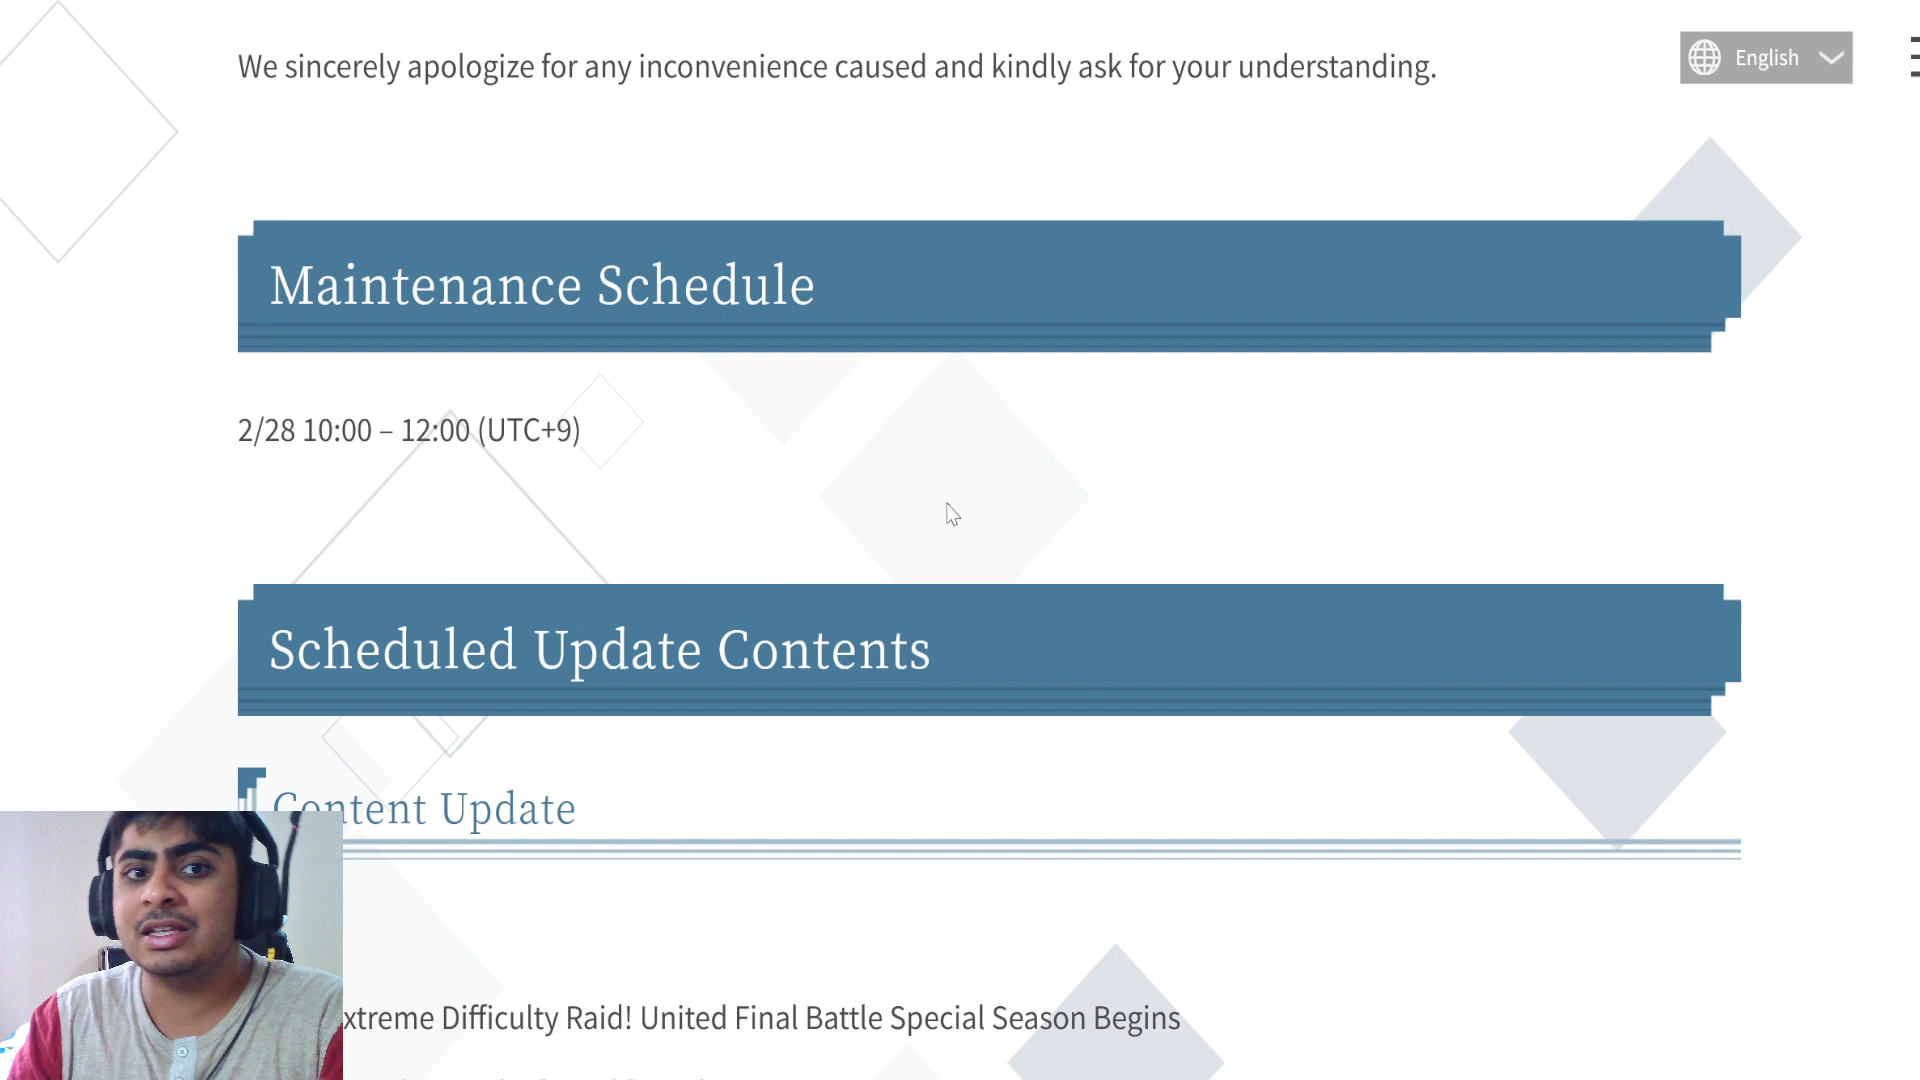 We sincerely apologize for any inconvenience caused and kindly ask for your understanding.
English
Maintenance Schedule
2/28 10:00 – 12:00 (UTC+9)
Scheduled Update Contents
Content Update
xtreme Difficulty Raid! United Final Battle Special Season Begins